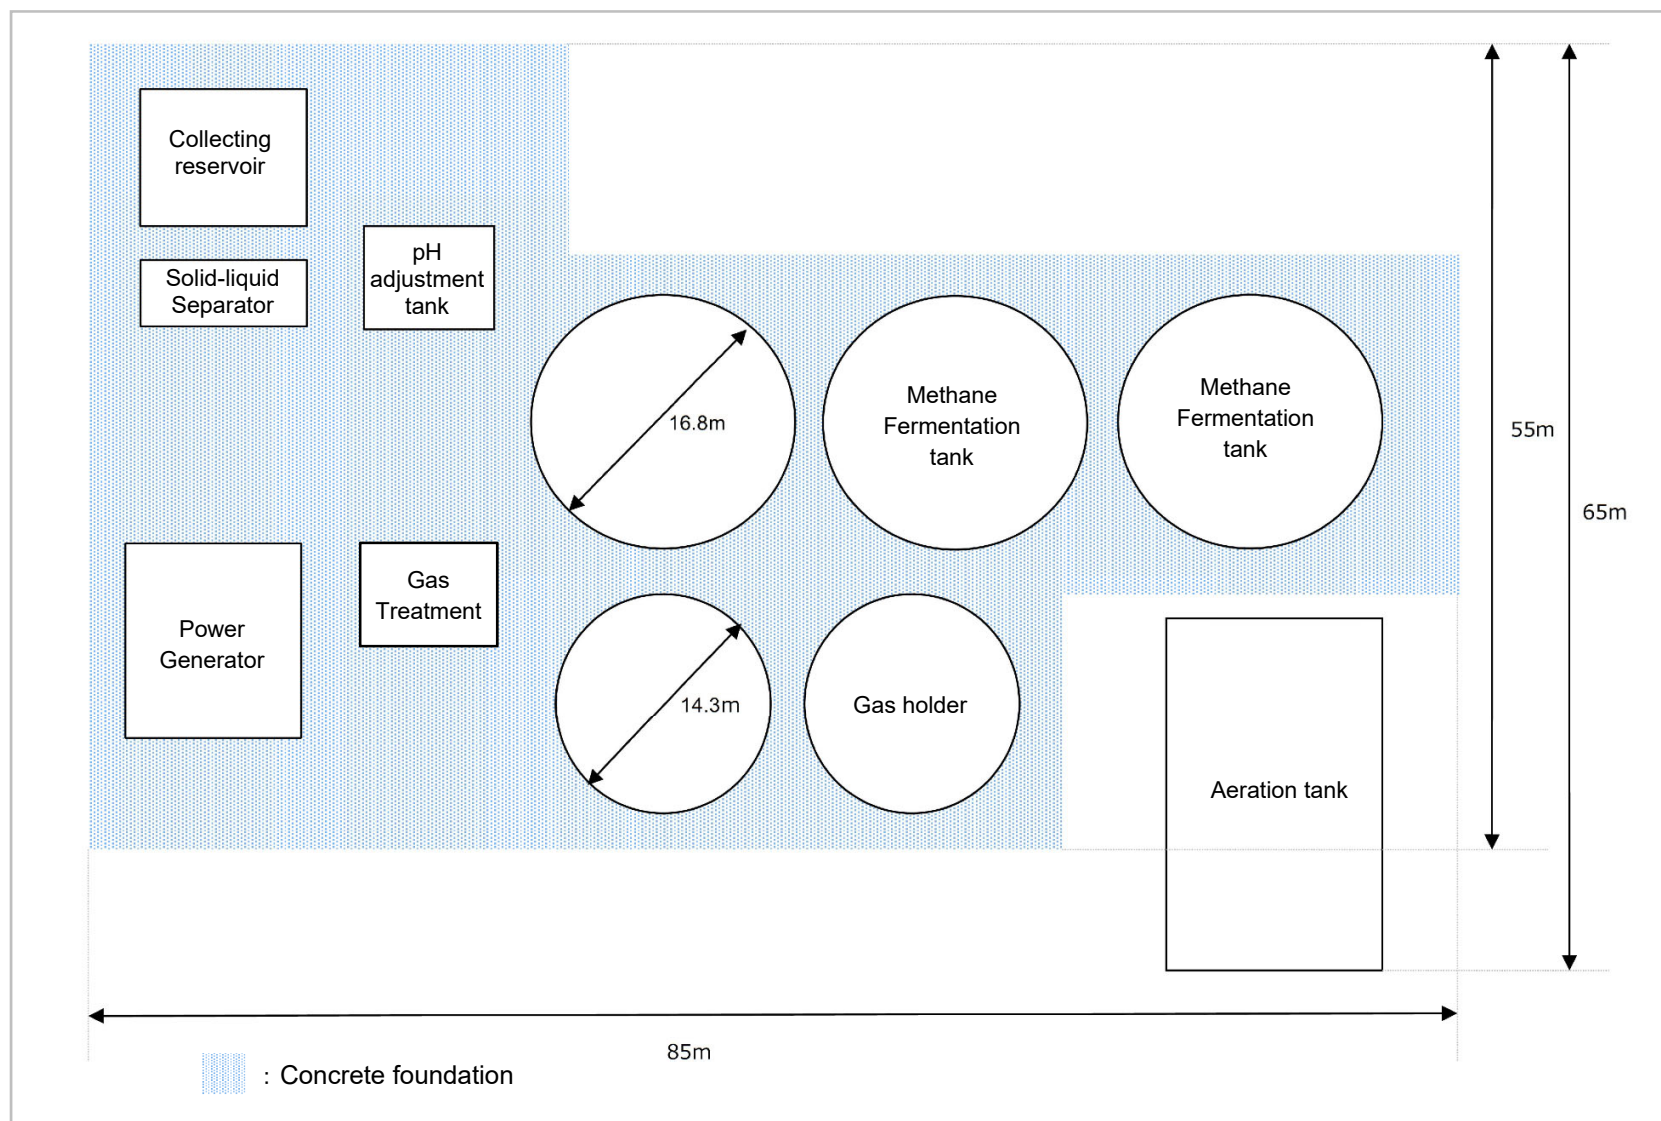 Collecting
reservoir
Solid-liquid
Separator
pH
adjustment
tank
16.8m
Methane
Fermentation
tank
Methane
Fermentation
tank
55m
65m
Power
Generator
Gas
Treatment
14.3m
Gas holder
Aeration tank
85m
: Concrete foundation